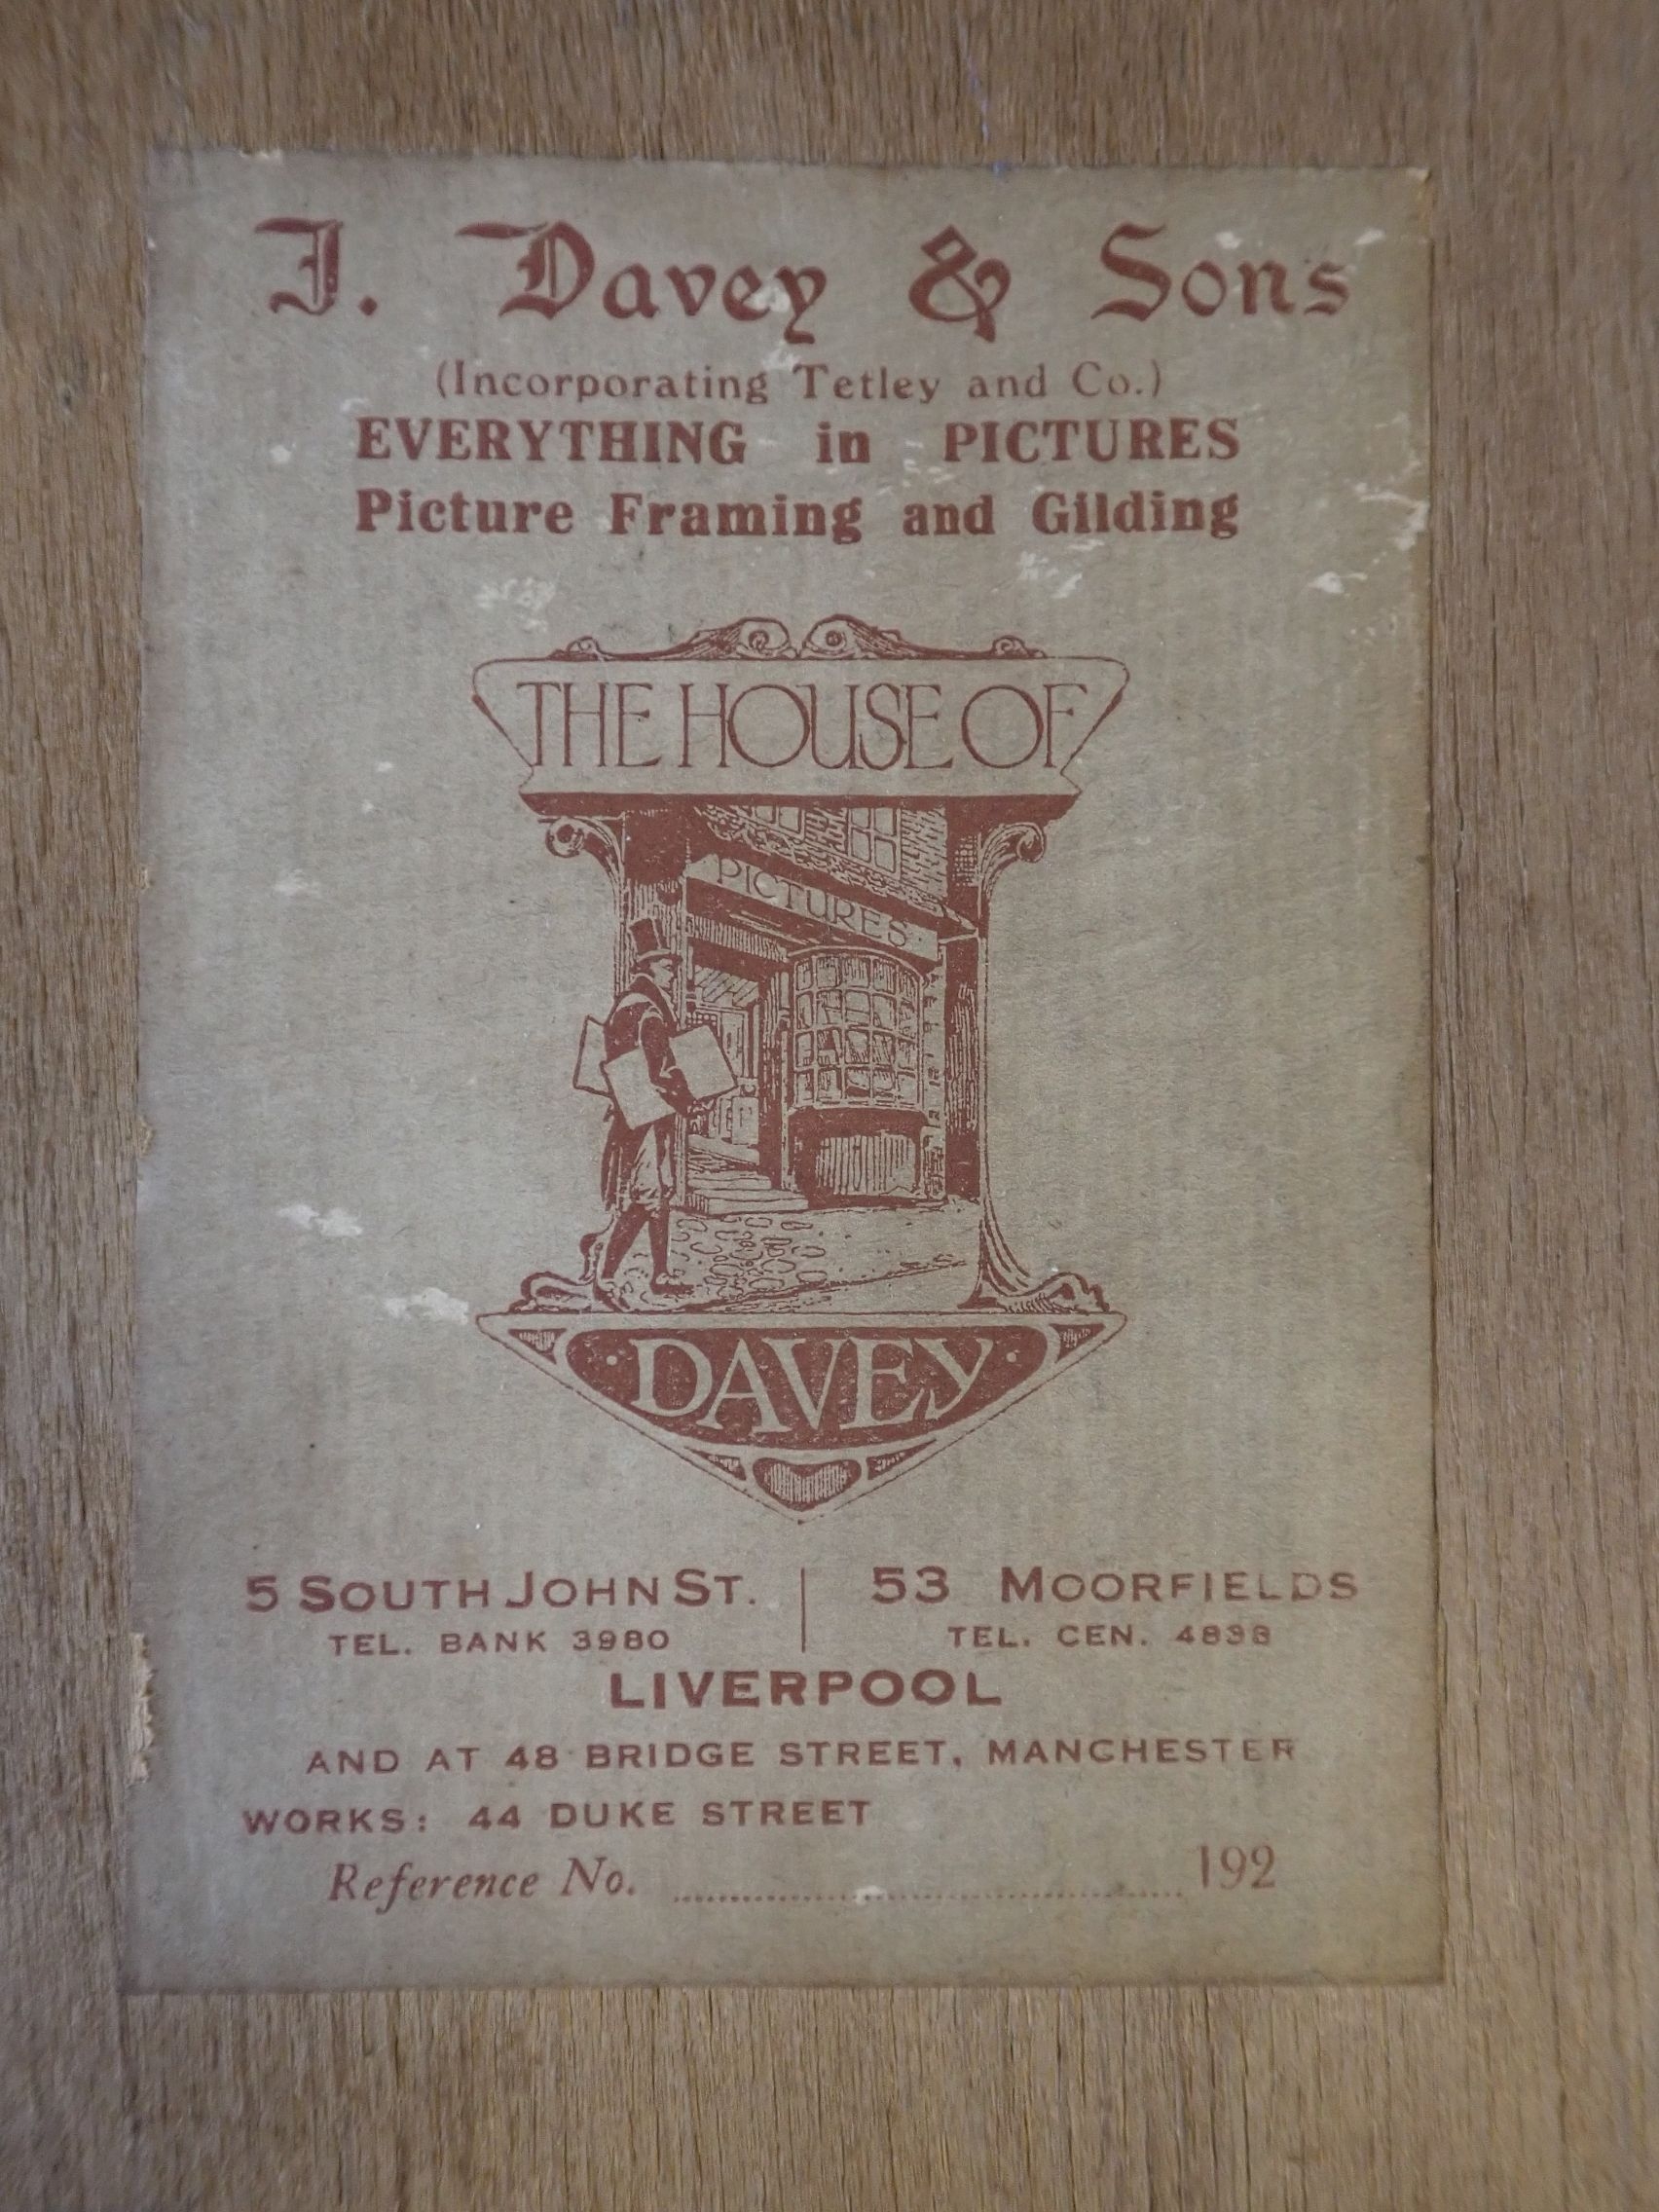 J. Davey & Sons
(Incorporating Tetley and Co.)
EVERYTHING in PICTURES
Picture Framing and Gilding
THE HOUSE OF
PICTURES
DAVEY
5 SOUTH JOHN ST.
TEL. BANK 3980
53 MOORFIELDS
TEL. CEN. 4838
LIVERPOOL
AND AT 48 BRIDGE STREET, MANCHESTER
WORKS: 44 DUKE STREET
Reference No. ........................ 192